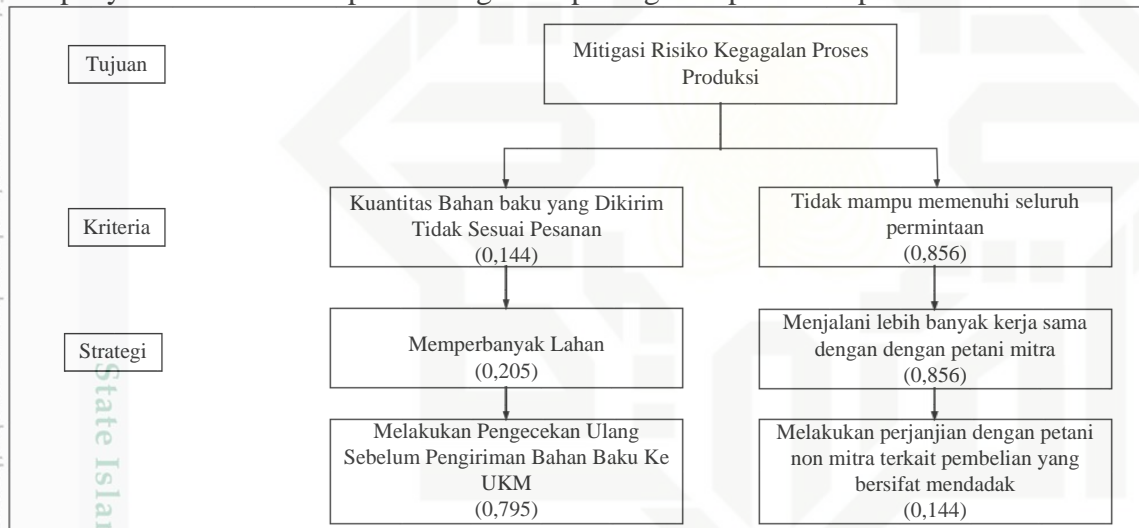 Tujuan
Mitigasi Risiko Kegagalan Proses
Produksi
Kriteria
Kuantitas Bahan baku yang Dikirim
Tidak Sesuai Pesanan
(0,144)
Tidak mampu memenuhi seluruh
permintaan
(0,856)
Strategi
Memperbanyak Lahan
(0,205)
Menjalani lebih banyak kerja sama
dengan dengan petani mitra
(0,856)
Melakukan Pengecekan Ulang
Sebelum Pengiriman Bahan Baku Ke
UKM
(0,795)
Melakukan perjanjian dengan petani
non mitra terkait pembelian yang
bersifat mendadak
(0,144)
State Isla